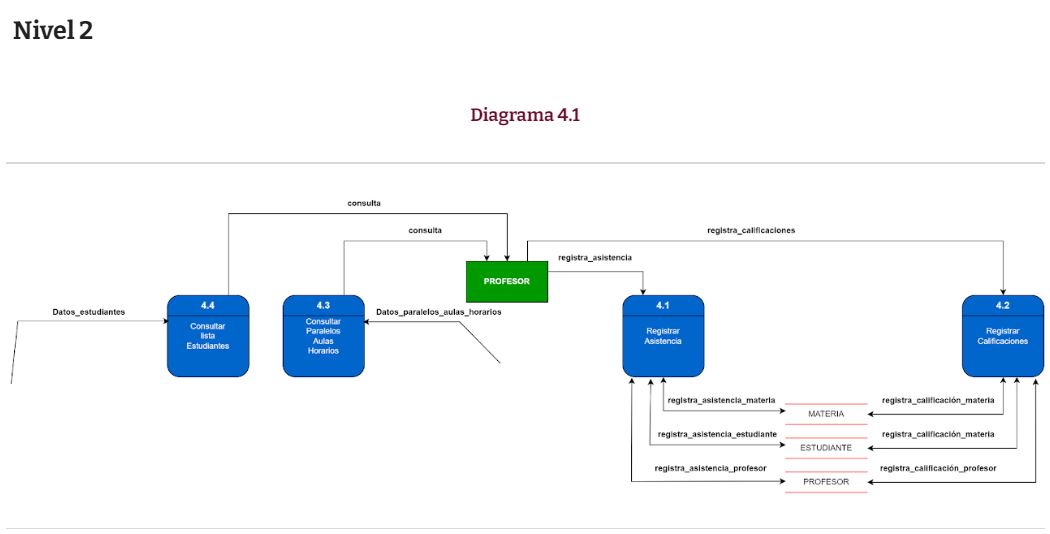 Nivel 2
Diagrama 4.1
consulta
consulta
registra_calificaciones
registra_asistencia
PROFESOR
4.4
Consultar
lista
Estudiantes
4.3
Consultar
Paralelos
Aulas
Horarios
4.1
Registrar
Asistencia
4.2
Registrar
Calificaciones
Datos_estudiantes
Datos_paralelos_aulas_horarios
registra_asistencia_materia
MATERIA
registra_calificación_materia
registra_asistencia_estudiante
ESTUDIANTE
registra_calificación_materia
registra_asistencia_profesor
PROFESOR
registra_calificación_profesor